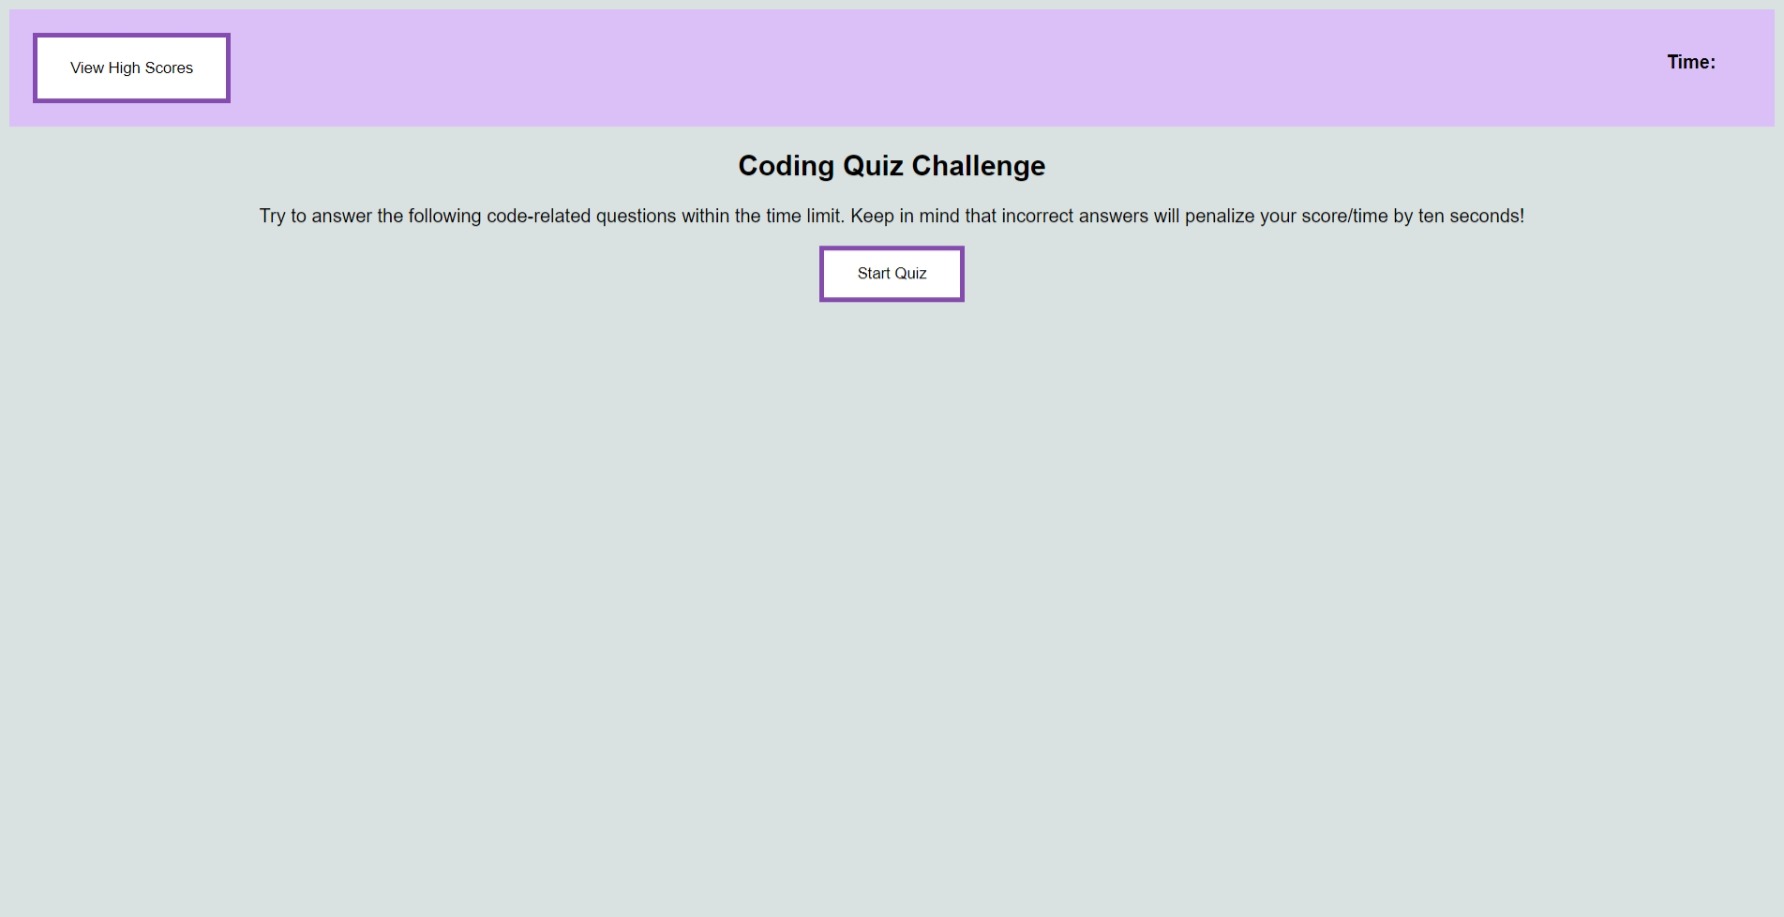 View High Scores
Time:
Coding Quiz Challenge
Try to answer the following code-related questions within the time limit. Keep in mind that incorrect answers will penalize your score/time by ten seconds!
Start Quiz